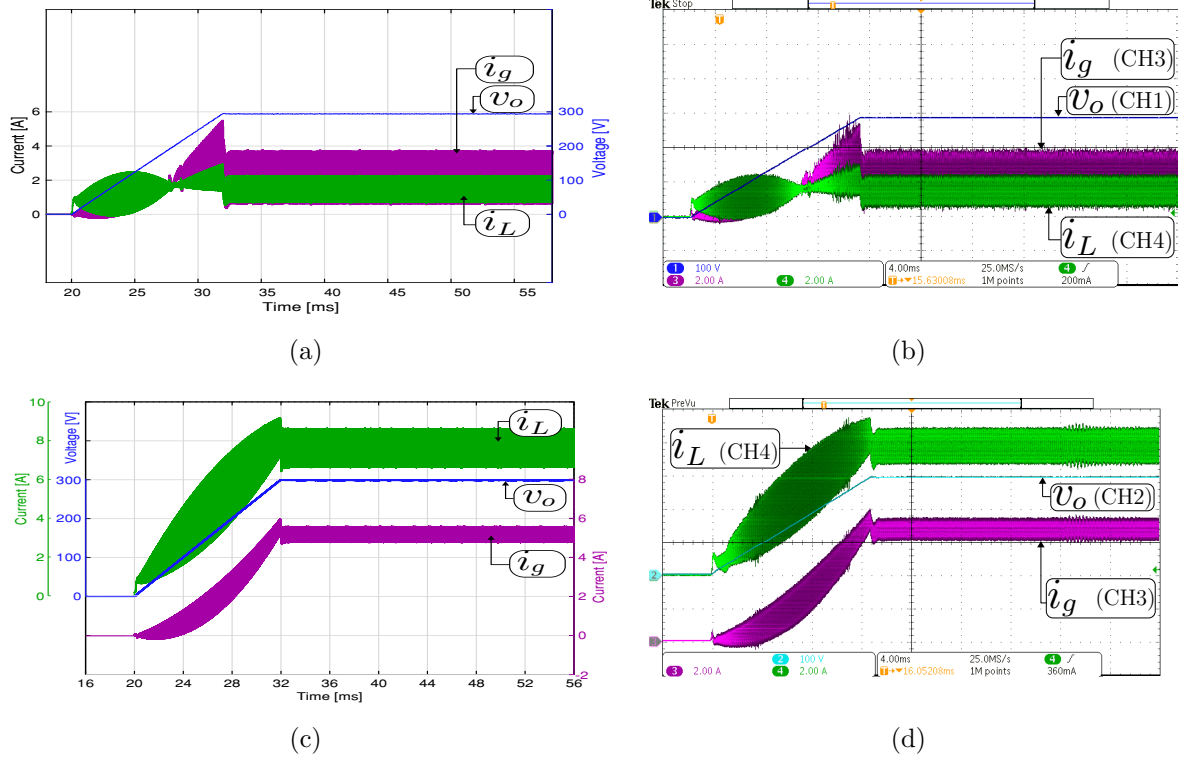 6
4
2
0
Current [A]
300
200
100
0
Voltage [V]
i_g
v_o
i_L
20
25
30
35
40
45
50
55
Time [ms]
(a)
Tek Stop
T
i_g (CH3)
v_o (CH1)
i_L (CH4)
1
1 100 V
3 2.00 A 4 2.00 A
4.00ms 25.0MS/s 4
T 15.63008ms 1M points 200mA
(b)
10
8
6
4
2
0
Current [A]
500
400
300
200
100
0
Voltage [V]
8
6
4
2
0
-2
Current [A]
i_L
v_o
i_g
16
20
24
28
32
36
40
44
48
52
56
Time [ms]
(c)
Tek PreVu
T
i_L (CH4)
v_o (CH2)
i_g (CH3)
2
2 100 V
3 2.00 A 4 2.00 A
4.00ms 25.0MS/s 4
T 16.05208ms 1M points 360mA
(d)